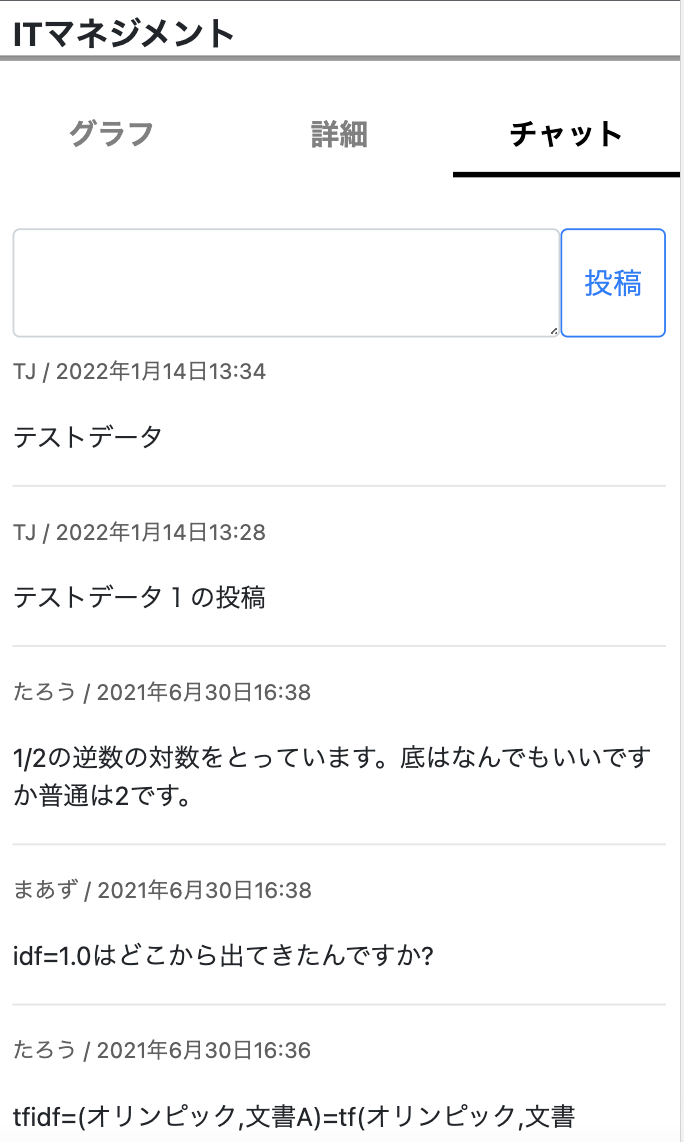 ITマネジメント
グラフ
詳細
チャット
投稿
TJ / 2022年1月14日13:34
テストデータ
TJ / 2022年1月14日13:28
テストデータ 1 の投稿
たろう / 2021年6月30日16:38
1/2の逆数の対数をとっています。底はなんでもいいです
か普通は2です。
まあず / 2021年6月30日16:38
idf=1.0はどこから出てきたんですか?
たろう / 2021年6月30日16:36
tfidf=(オリンピック,文書A)=tf(オリンピック,文書